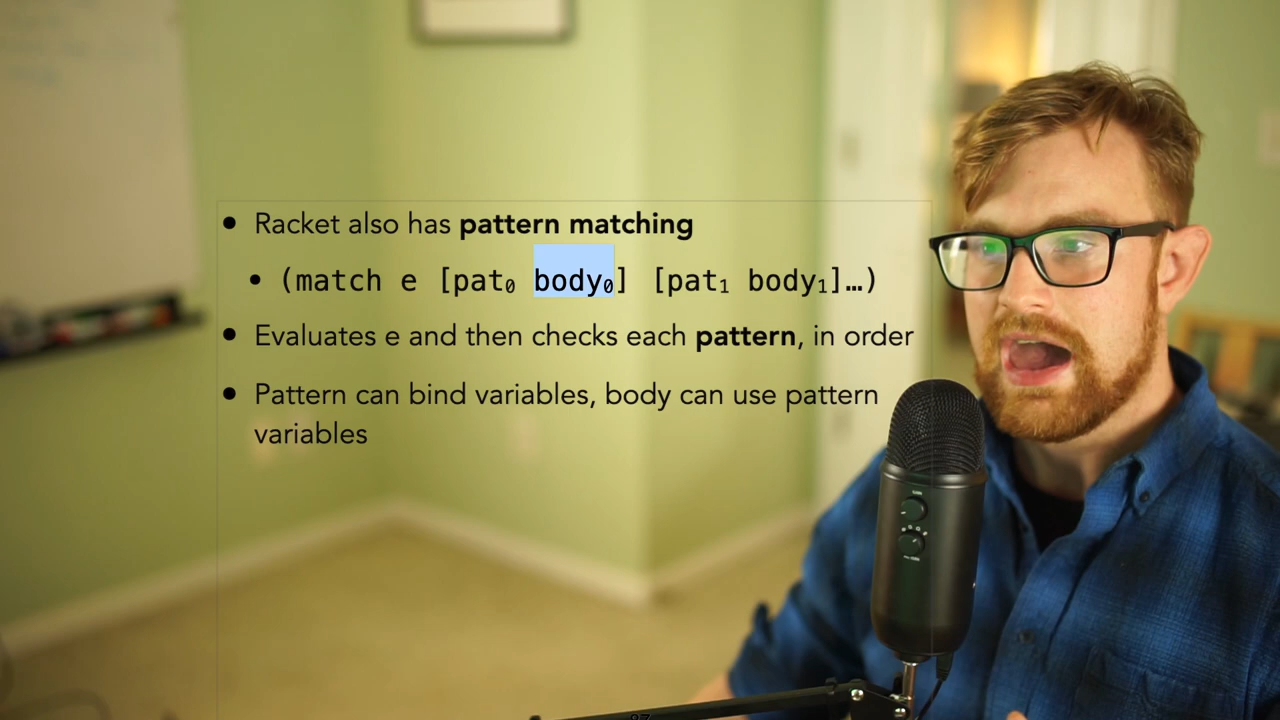 • Racket also has pattern matching
• (match e [pat₀ body₀] [pat₁ body₁]…)
• Evaluates e and then checks each pattern, in order
• Pattern can bind variables, body can use pattern
variables